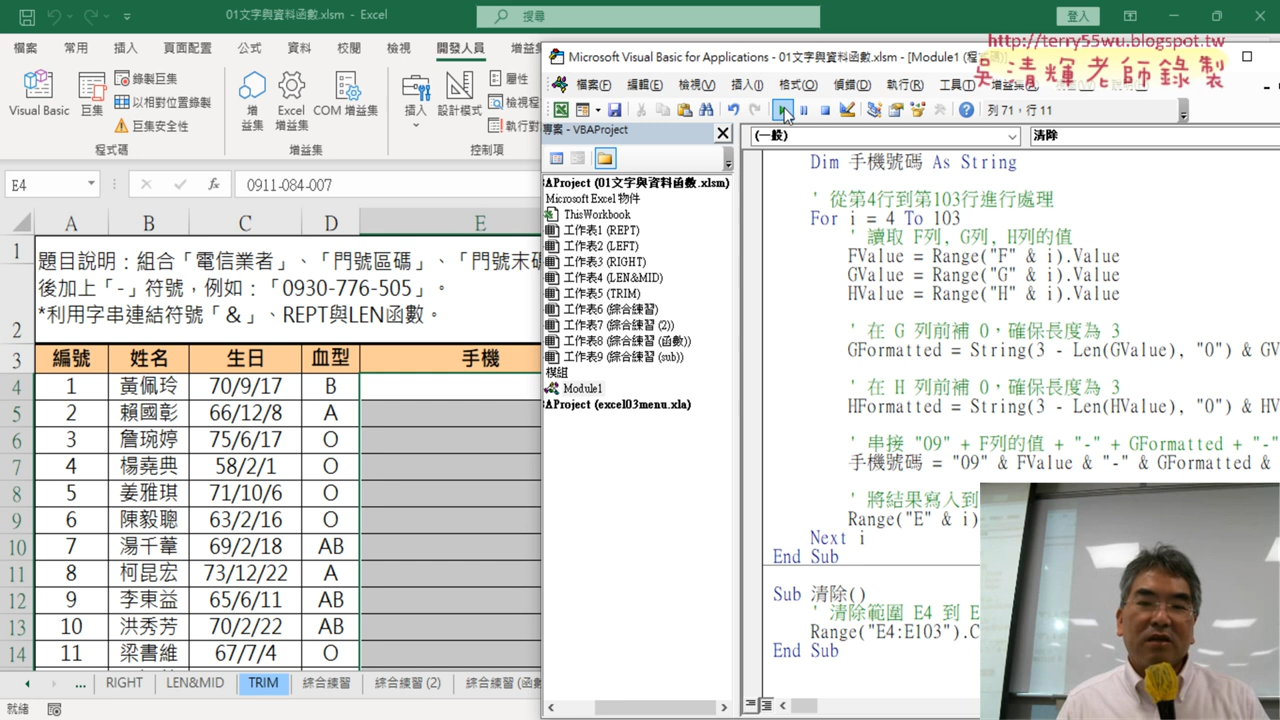 01文字與資料函數.xlsm - Excel
搜尋
登入
檔案 常用 插入 頁面配置 公式 資料 校閱 檢視 開發人員 增益集
Visual Basic
巨集
錄製巨集
以相對位置錄製
巨集安全性
程式碼
增益集
Excel 增益集
COM 增益集
增益集
插入
設計模式
屬性
檢視程
執行對
控制項
E4
0911-084-007
A B C D E
1
題目說明：組合「電信業者」、「門號區碼」、「門號末碼
後加上「-」符號，例如：「0930-776-505」。
2
*利用字串連結符號「&」、REPT與LEN函數。
3 編號 姓名 生日 血型 手機
4 1 黃佩玲 70/9/17 B
5 2 賴國彰 66/12/8 A
6 3 詹琬婷 75/6/17 O
7 4 楊堯典 58/2/1 O
8 5 姜雅琪 71/10/6 O
9 6 陳毅聰 63/2/16 O
10 7 湯千葦 69/2/18 AB
11 8 柯昆宏 73/12/22 A
12 9 李東益 65/6/11 AB
13 10 洪秀芳 70/2/22 AB
14 11 梁書維 67/7/4 O
... RIGHT LEN&MID TRIM 綜合練習 綜合練習 (2) 綜合練習 (函數
就緒
Microsoft Visual Basic for Applications - 01文字與資料函數.xlsm - [Module1 (程
http://terry55wu.blogspot.tw
吳清輝老師錄製
檔案(F) 編輯(E) 檢視(V) 插入(I) 格式(O) 偵錯(D) 執行(R) 工具(T)
列 71，行 11
專案 - VBAProject
BAProject (01文字與資料函數.xlsm)
Microsoft Excel 物件
ThisWorkbook
工作表1 (REPT)
工作表2 (LEFT)
工作表3 (RIGHT)
工作表4 (LEN&MID)
工作表5 (TRIM)
工作表6 (綜合練習)
工作表7 (綜合練習 (2))
工作表8 (綜合練習 (函數))
工作表9 (綜合練習 (sub))
模組
Module1
BAProject (excel03menu.xla)
(一般)
清除
Dim 手機號碼 As String
' 從第4行到第103行進行處理
For i = 4 To 103
' 讀取 F列, G列, H列的值
FValue = Range("F" & i).Value
GValue = Range("G" & i).Value
HValue = Range("H" & i).Value
' 在 G 列前補 0，確保長度為 3
GFormatted = String(3 - Len(GValue), "0") & GV
' 在 H 列前補 0，確保長度為 3
HFormatted = String(3 - Len(HValue), "0") & HV
' 串接 "09" + F列的值 + "-" + GFormatted + "-"
手機號碼 = "09" & FValue & "-" & GFormatted &
' 將結果寫入到
Range("E" & i)
Next i
End Sub
Sub 清除()
' 清除範圍 E4 到 E
Range("E4:E103").C
End Sub